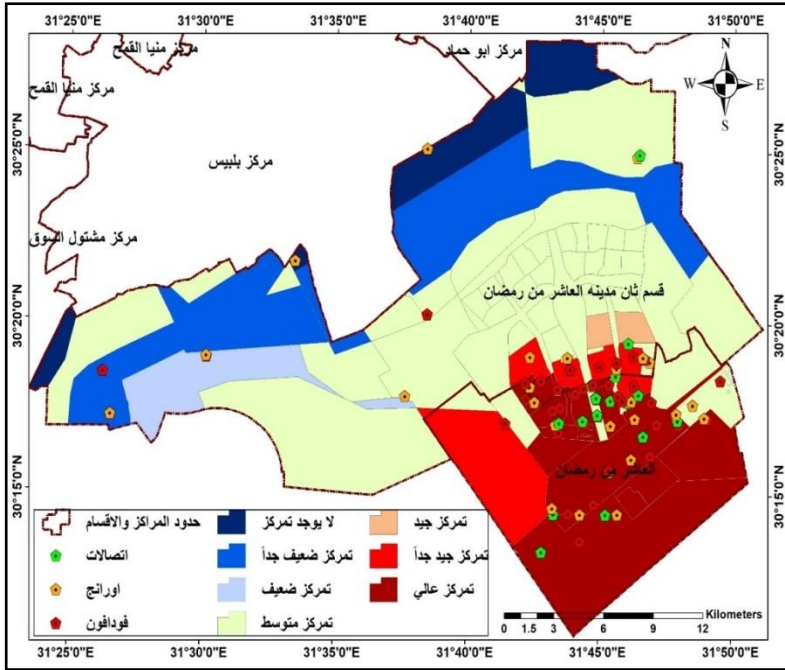 31°25'0"E 31°30'0"E 31°35'0"E 31°40'0"E 31°45'0"E 31°50'0"E
مركز منيا القمح
مركز ابو حماد
N
W E
S
مركز منيا القمح
30°25'0"N 30°25'0"N
مركز بلبيس
مركز مشتول السوق
قسم ثان مدينه العاشر من رمضان
30°20'0"N 30°20'0"N
العاشر من رمضان
30°15'0"N 30°15'0"N
حدود المراكز والاقسام
لا يوجد تمركز
تمركز جيد
اتصالات
تمركز ضعيف جداً
تمركز جيد جداً
اورانج
تمركز ضعيف
تمركز عالي
فودافون
تمركز متوسط
Kilometers
0 1.5 3 6 9 12
31°25'0"E 31°30'0"E 31°35'0"E 31°40'0"E 31°45'0"E 31°50'0"E